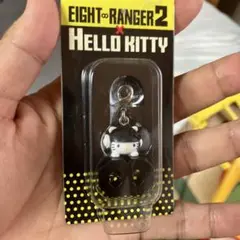 EIGHT∞RANGER2
×
HELLO KITTY